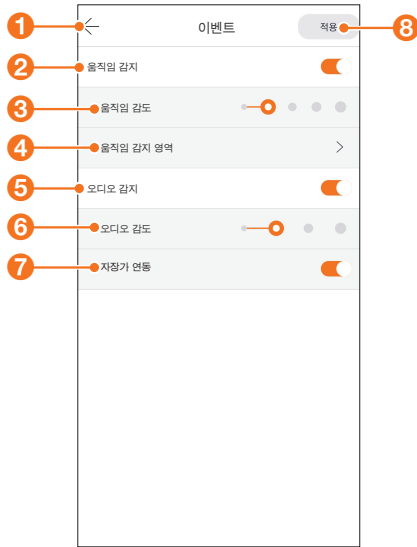 1 이벤트 적용 8
2 움직임 감지
3 움직임 감도
4 움직임 감지 영역
5 오디오 감지
6 오디오 감도
7 자장가 연동